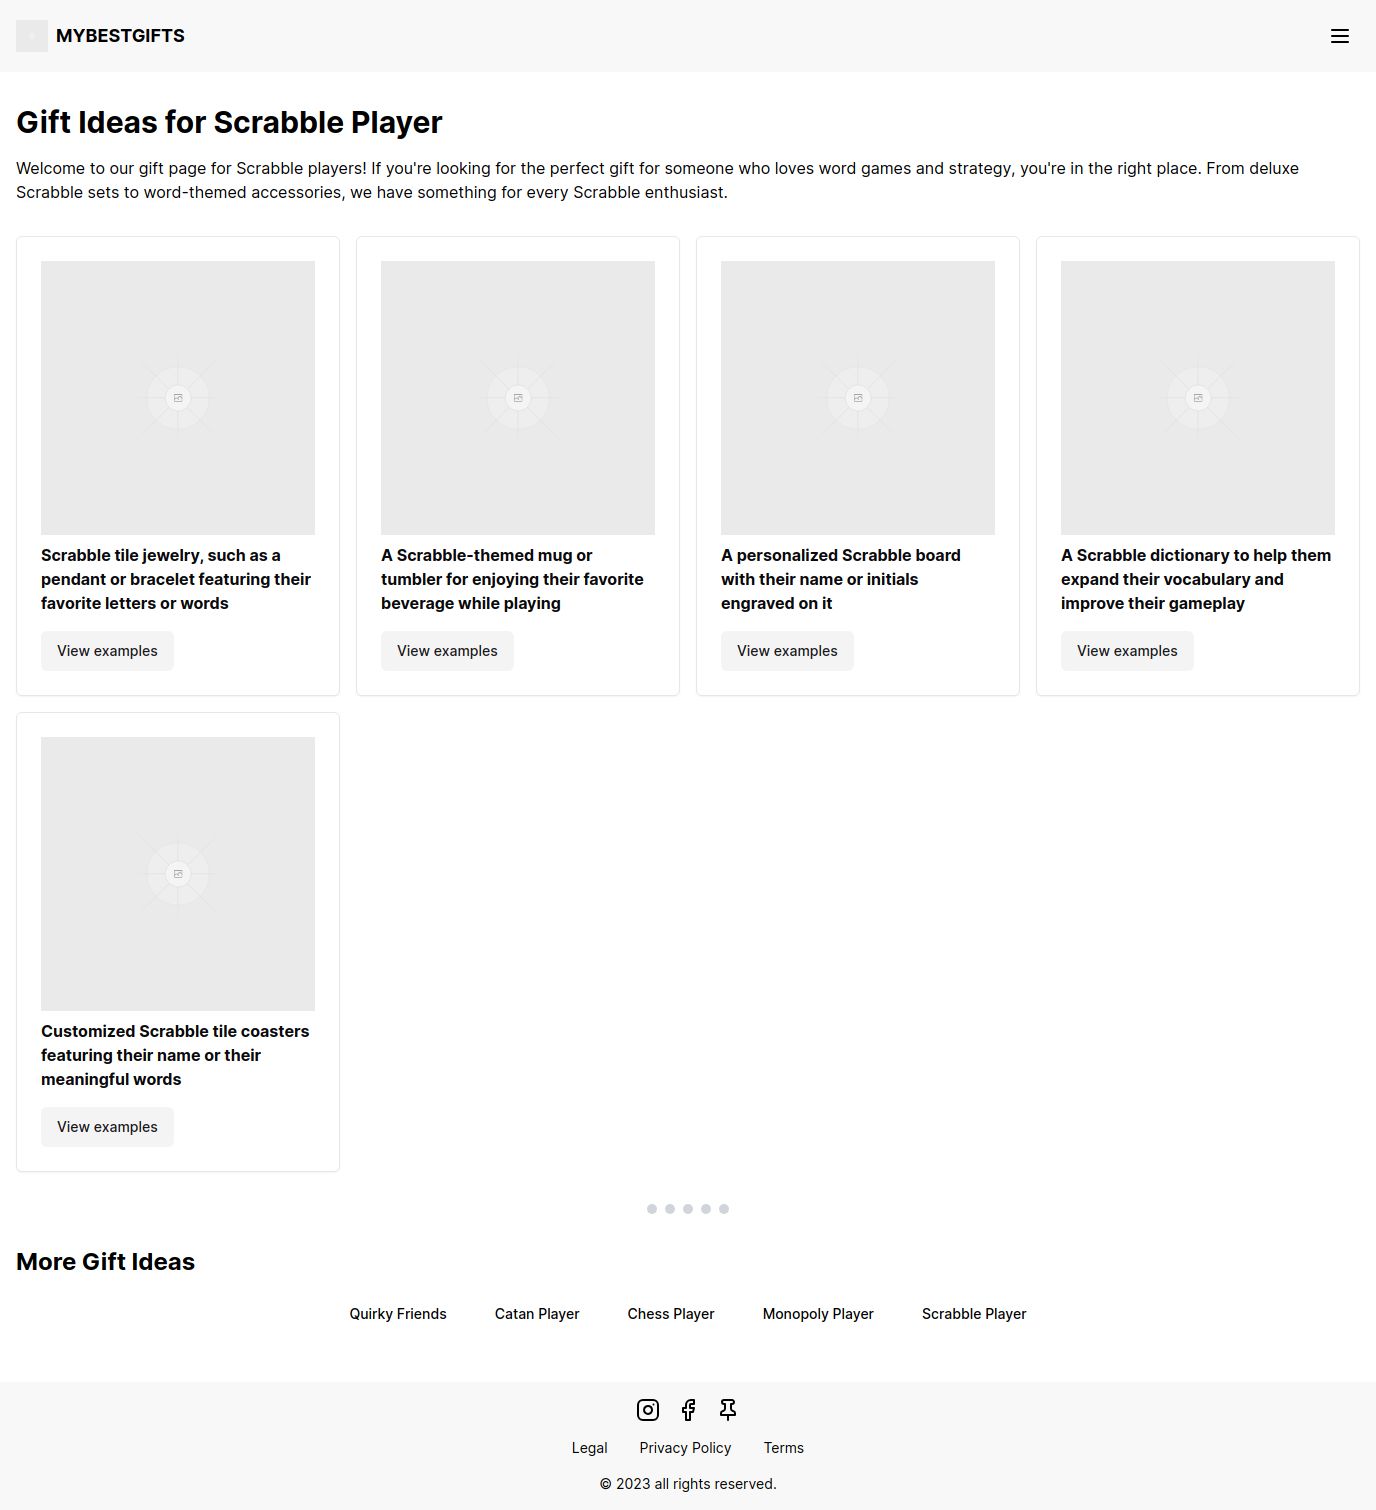 MYBESTGIFTS
Gift Ideas for Scrabble Player
Welcome to our gift page for Scrabble players! If you're looking for the perfect gift for someone who loves word games and strategy, you're in the right place. From deluxe
Scrabble sets to word-themed accessories, we have something for every Scrabble enthusiast.
Scrabble tile jewelry, such as a
pendant or bracelet featuring their
favorite letters or words
View examples
A Scrabble-themed mug or
tumbler for enjoying their favorite
beverage while playing
View examples
A personalized Scrabble board
with their name or initials
engraved on it
View examples
A Scrabble dictionary to help them
expand their vocabulary and
improve their gameplay
View examples
Customized Scrabble tile coasters
featuring their name or their
meaningful words
View examples
More Gift Ideas
Quirky Friends
Catan Player
Chess Player
Monopoly Player
Scrabble Player
Legal
Privacy Policy
Terms
© 2023 all rights reserved.